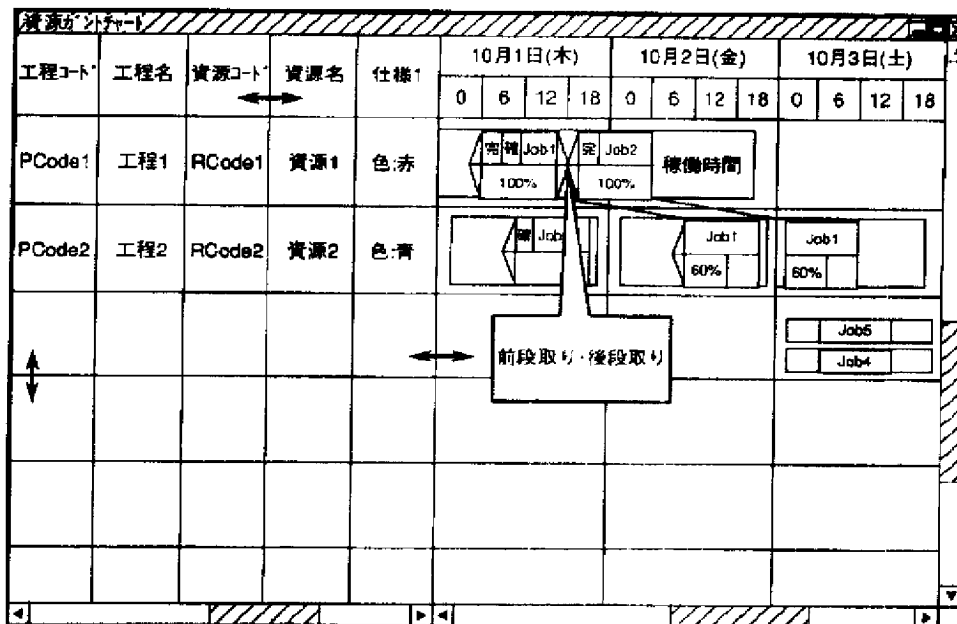 資源ガントチャート
工程コード 工程名 資源コード 資源名 仕様1 10月1日(木) 10月2日(金) 10月3日(土)
0 6 12 18 0 6 12 18 0 6 12 18
PCode1 工程1 RCode1 資源1 色:赤 完 確 Job1 完 Job2 稼働時間
100% 100%
PCode2 工程2 RCode2 資源2 色:青 確 Job Job1 Job1
60% 60%
前段取り・後段取り
Job5
Job4